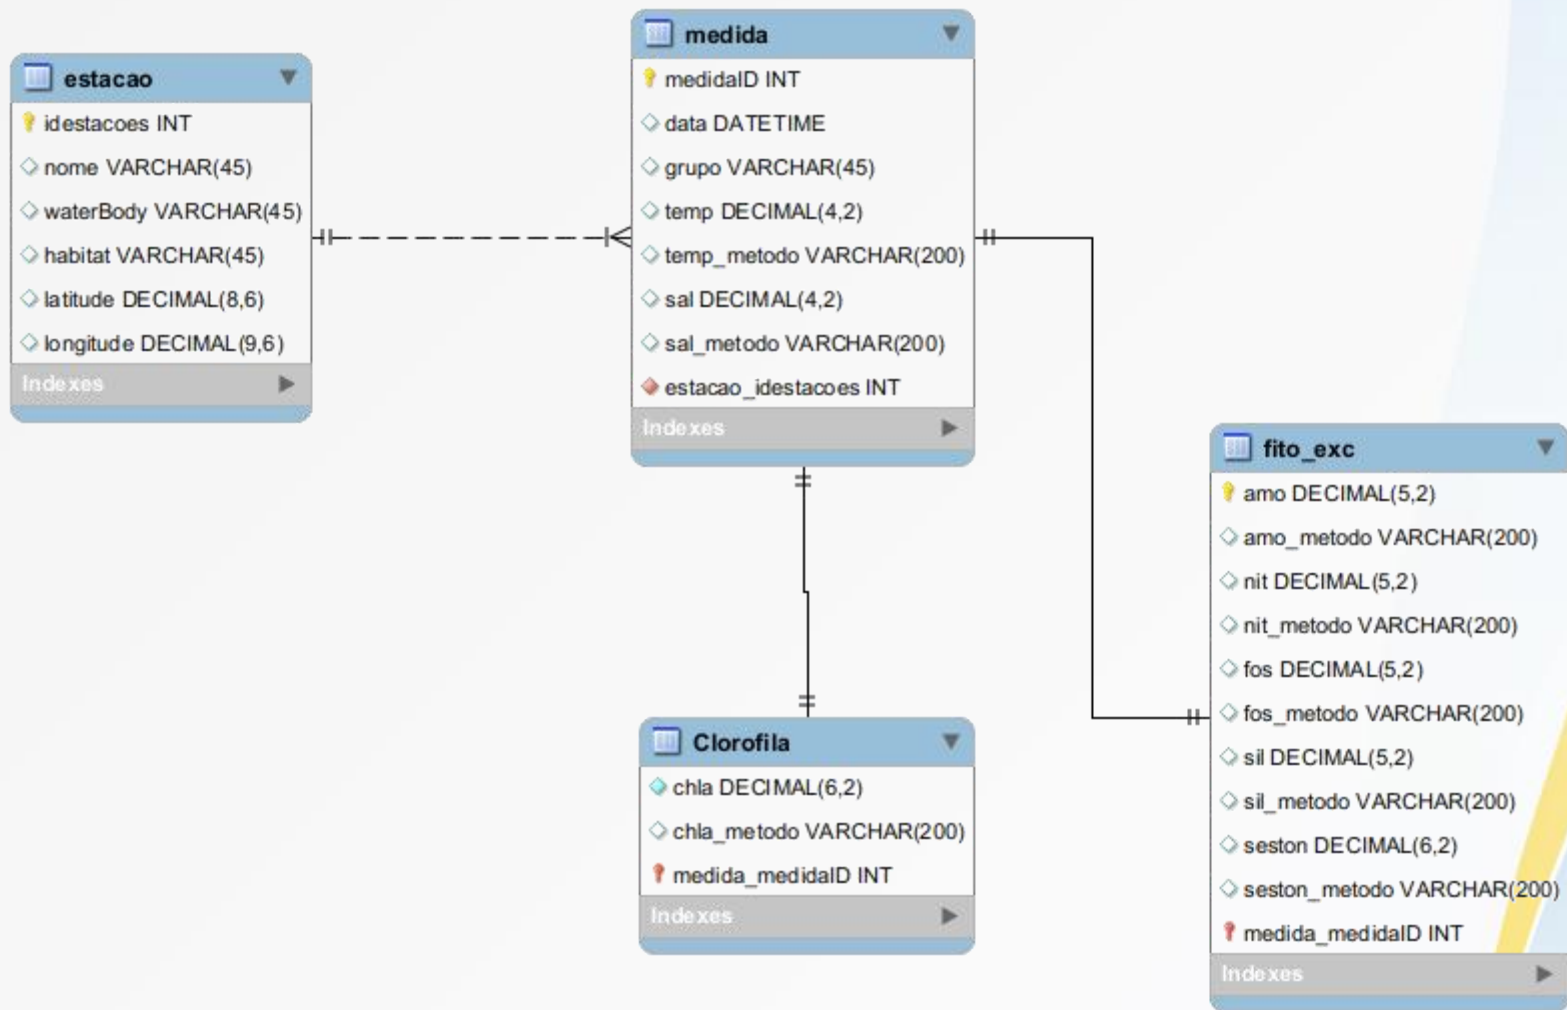 estacao
idestacoes INT
nome VARCHAR(45)
waterBody VARCHAR(45)
habitat VARCHAR(45)
latitude DECIMAL(8,6)
longitude DECIMAL(9,6)
Indexes
medida
medidaID INT
data DATETIME
grupo VARCHAR(45)
temp DECIMAL(4,2)
temp_metodo VARCHAR(200)
sal DECIMAL(4,2)
sal_metodo VARCHAR(200)
estacao_idestacoes INT
Indexes
Clorofila
chla DECIMAL(6,2)
chla_metodo VARCHAR(200)
medida_medidaID INT
Indexes
fito_exc
amo DECIMAL(5,2)
amo_metodo VARCHAR(200)
nit DECIMAL(5,2)
nit_metodo VARCHAR(200)
fos DECIMAL(5,2)
fos_metodo VARCHAR(200)
sil DECIMAL(5,2)
sil_metodo VARCHAR(200)
seston DECIMAL(6,2)
seston_metodo VARCHAR(200)
medida_medidaID INT
Indexes